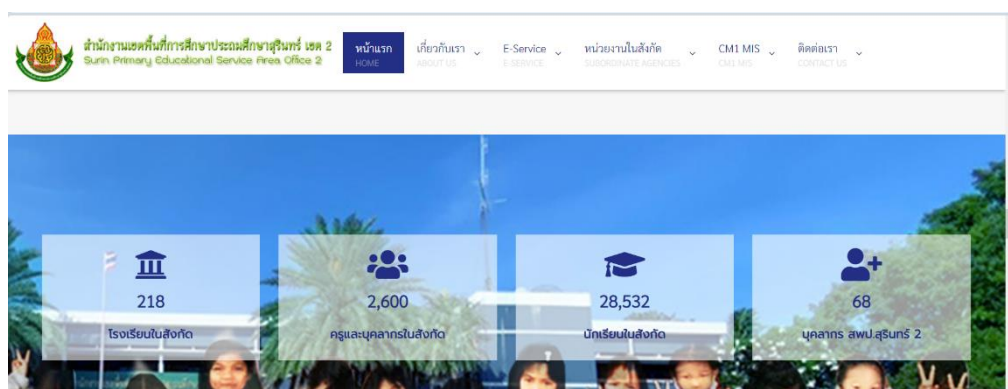 สำนักงานเขตพื้นที่การศึกษาประถมศึกษาสุรินทร์ เขต 2
Surin Primary Educational Service Area Office 2
หน้าแรก
HOME
เกี่ยวกับเรา
ABOUT US
E-Service
E-SERVICE
หน่วยงานในสังกัด
SUBORDINATE AGENCIES
CM1 MIS
CM1 MIS
ติดต่อเรา
CONTACT US
218
โรงเรียนในสังกัด
2,600
ครูและบุคลากรในสังกัด
28,532
นักเรียนในสังกัด
68
บุคลากร สพป.สุรินทร์ 2